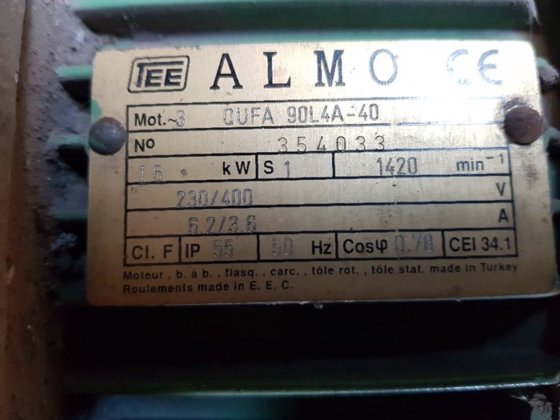 TEE ALMO CE
Mot.~3 QUFA 90L4A-40
No 354033
1.5 kW S 1 1420 min⁻¹
230/400 V
6.2/3.6 A
Cl. F IP 55 50 Hz Cosφ 0.78 CEI 34.1
Moteur , b. à b. , flasq. , carc. , tôle rot. , tôle stat. made in Turkey
Roulements made in E. E. C.